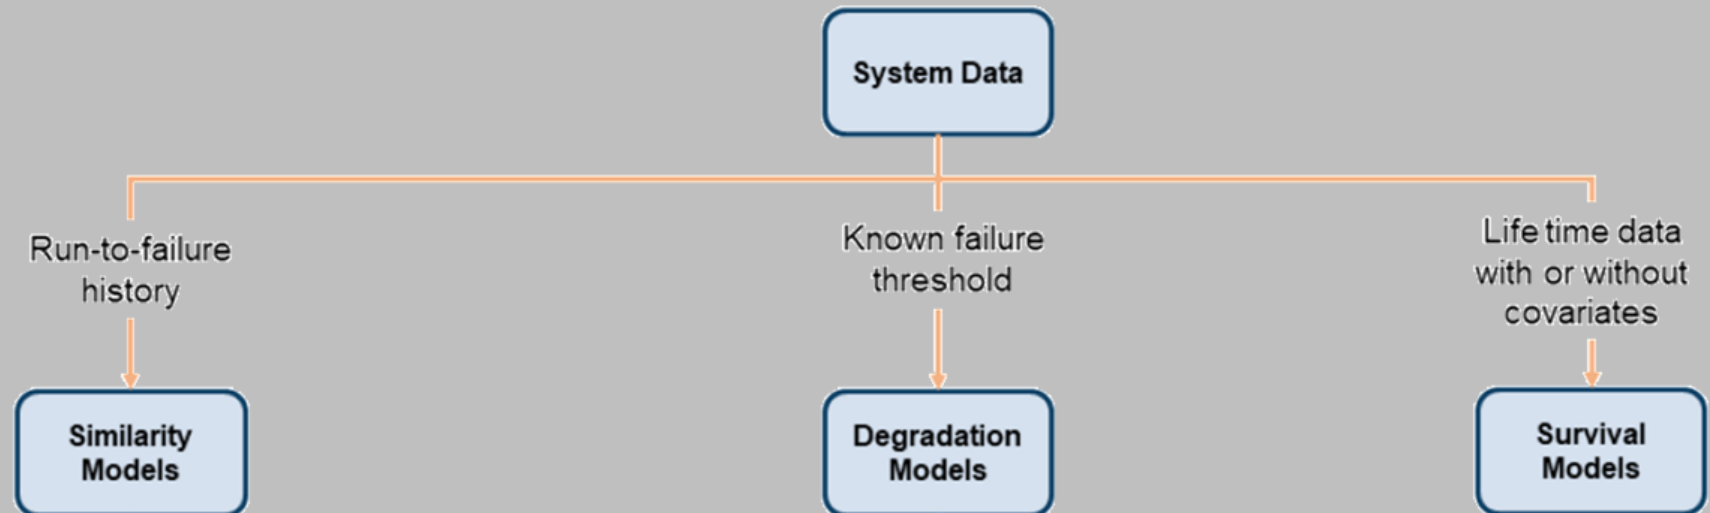 System Data
Run-to-failure
history
Known failure
threshold
Life time data
with or without
covariates
Similarity
Models
Degradation
Models
Survival
Models